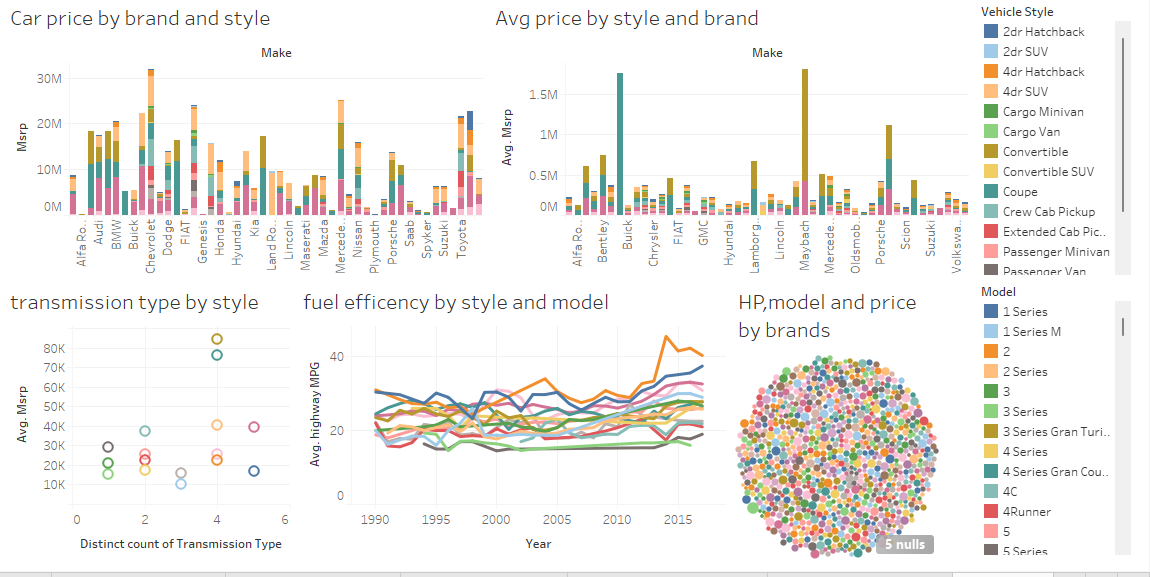 Car price by brand and style
Make
Msrp
30M
20M
10M
0M
Alfa Ro..
Audi
BMW
Buick
Chevrolet
Dodge
FIAT
Genesis
Honda
Hyundai
Kia
Land Ro..
Lincoln
Maserati
Mazda
Mercede..
Nissan
Plymouth
Porsche
Saab
Spyker
Suzuki
Toyota
Avg price by style and brand
Make
Avg. Msrp
1.5M
1M
0.5M
0M
Alfa Ro..
Bentley
Buick
Chrysler
FIAT
GMC
Hyundai
Lamborg..
Lincoln
Maybach
Mercede..
Oldsmob..
Porsche
Scion
Suzuki
Volkswa..
Vehicle Style
2dr Hatchback
2dr SUV
4dr Hatchback
4dr SUV
Cargo Minivan
Cargo Van
Convertible
Convertible SUV
Coupe
Crew Cab Pickup
Extended Cab Pic..
Passenger Minivan
Passenger Van
transmission type by style
Avg. Msrp
80K
70K
60K
50K
40K
30K
20K
10K
0
2
4
6
Distinct count of Transmission Type
fuel efficency by style and model
Avg. highway MPG
40
20
0
1990
1995
2000
2005
2010
2015
Year
HP,model and price
by brands
5 nulls
Model
1 Series
1 Series M
2
2 Series
3
3 Series
3 Series Gran Turi..
4 Series
4 Series Gran Cou..
4C
4Runner
5
5 Series